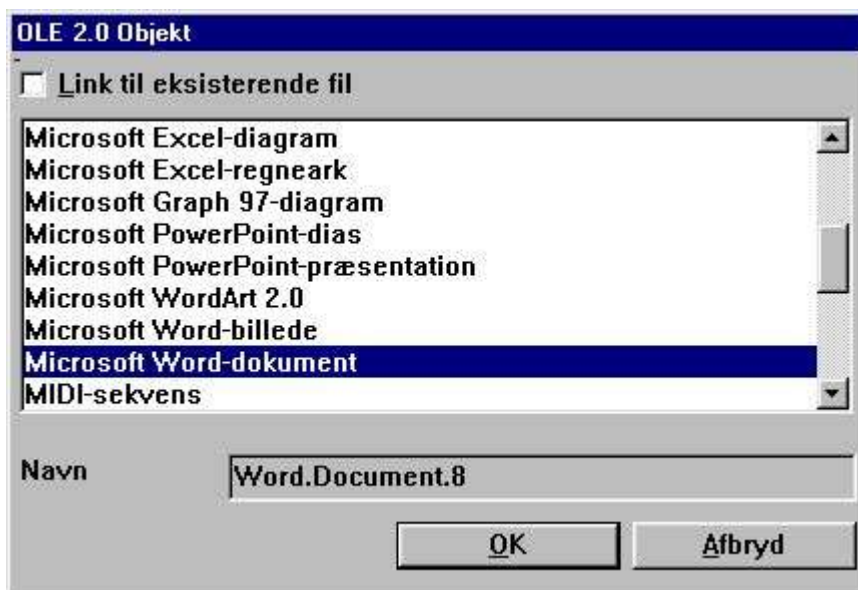 OLE 2.0 Objekt
Link til eksisterende fil
Microsoft Excel-diagram
Microsoft Excel-regneark
Microsoft Graph 97-diagram
Microsoft PowerPoint-dias
Microsoft PowerPoint-præsentation
Microsoft WordArt 2.0
Microsoft Word-billede
Microsoft Word-dokument
MIDI-sekvens
Navn Word.Document.8
OK Afbryd